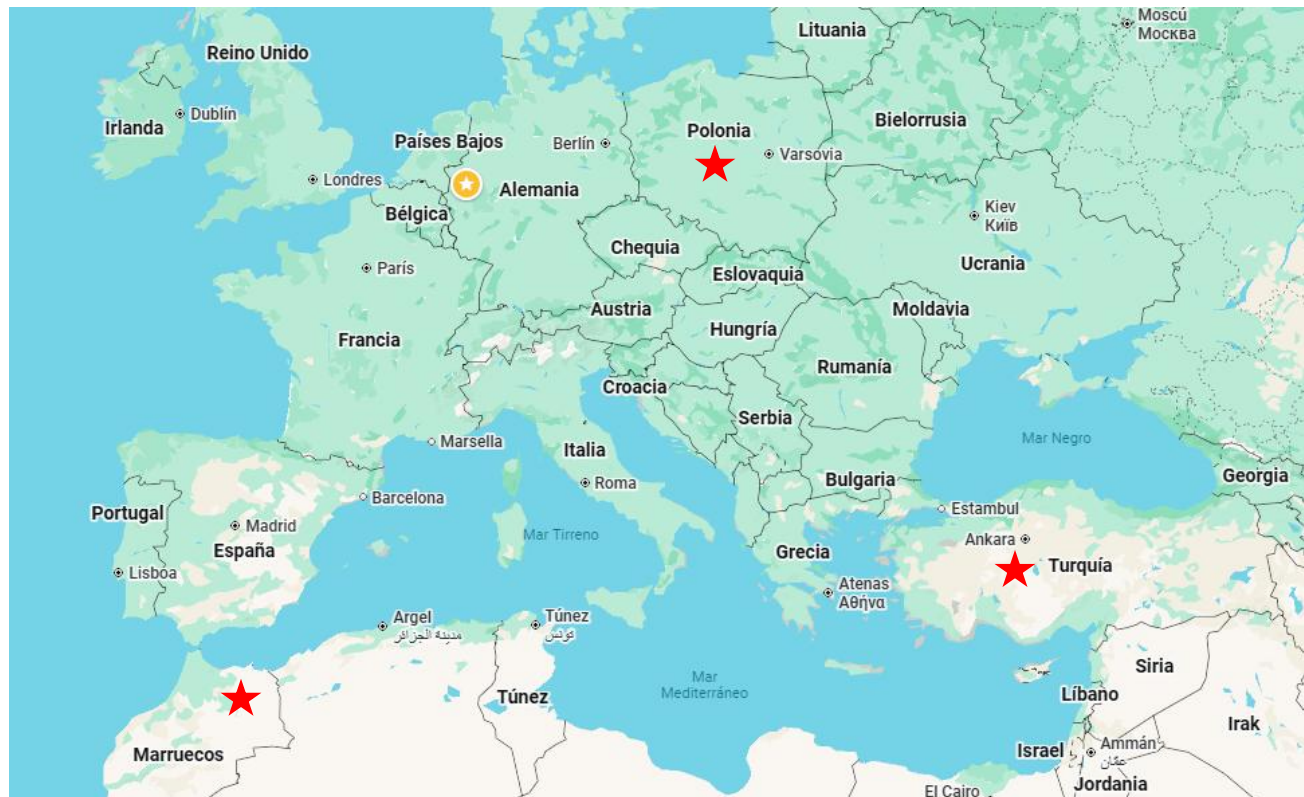 Lituania
Moscú
Москва
Reino Unido
Dublín
Irlanda
Países Bajos
Berlín
Polonia
Varsovia
Bielorrusia
Londres
Alemania
Bélgica
Kiev
Київ
Chequia
París
Eslovaquia
Ucrania
Austria
Moldavia
Hungría
Francia
Rumanía
Croacia
Serbia
Marsella
Italia
Mar Negro
Roma
Bulgaria
Georgia
Barcelona
Portugal
Madrid
España
Mar Tirreno
Estambul
Ankara
Grecia
Turquía
Lisboa
Atenas
Αθήνα
Argel
مدينة الجزائر
Túnez
تونس
Mar
Mediterráneo
Siria
Túnez
Líbano
Irak
Marruecos
Israel
Ammán
عمّان
Jordania
El Cairo